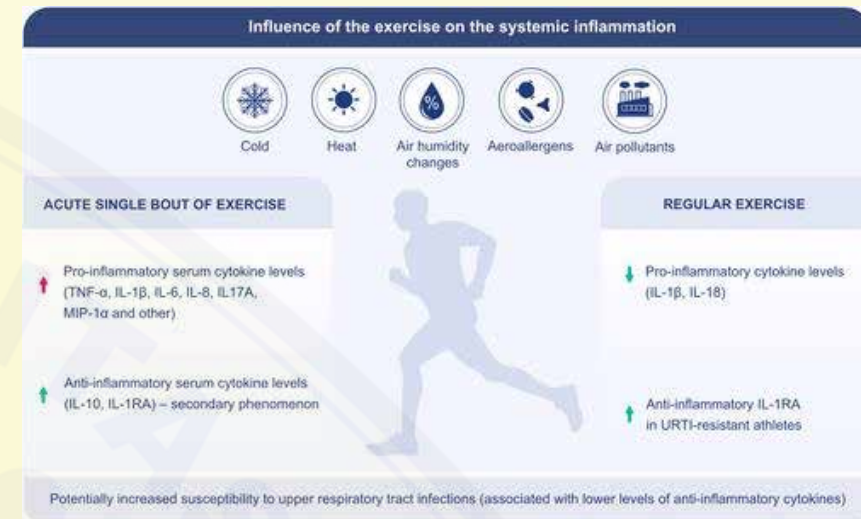 Influence of the exercise on the systemic inflammation
%
Cold
Heat
Air humidity
changes
Aeroallergens
Air pollutants
ACUTE SINGLE BOUT OF EXERCISE
Pro-inflammatory serum cytokine levels
(TNF-α, IL-1β, IL-6, IL-8, IL17A,
MIP-1α and other)
Anti-inflammatory serum cytokine levels
(IL-10, IL-1RA) – secondary phenomenon
REGULAR EXERCISE
Pro-inflammatory cytokine levels
(IL-1β, IL-18)
Anti-inflammatory IL-1RA
in URTI-resistant athletes
Potentially increased susceptibility to upper respiratory tract infections (associated with lower levels of anti-inflammatory cytokines)